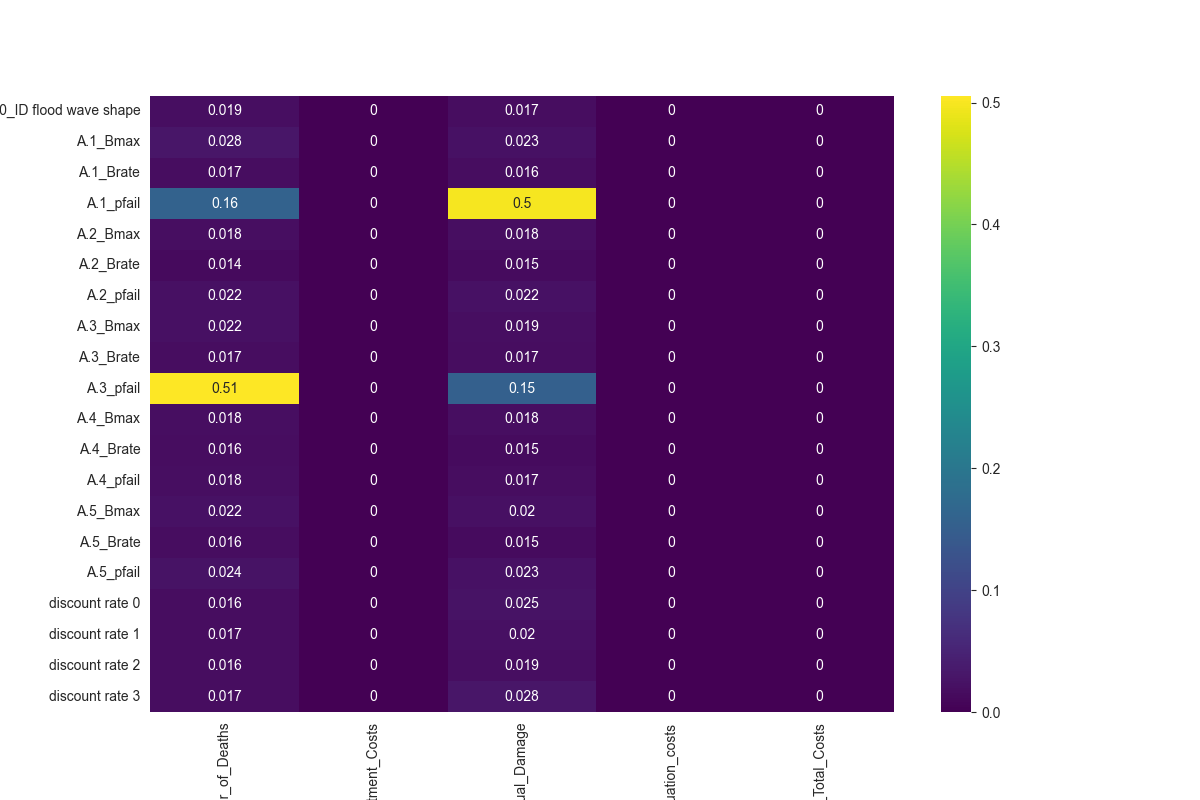 0_ID flood wave shape 0.019 0 0.017 0 0
A.1_Bmax 0.028 0 0.023 0 0
A.1_Brate 0.017 0 0.016 0 0
A.1_pfail 0.16 0 0.5 0 0
A.2_Bmax 0.018 0 0.018 0 0
A.2_Brate 0.014 0 0.015 0 0
A.2_pfail 0.022 0 0.022 0 0
A.3_Bmax 0.022 0 0.019 0 0
A.3_Brate 0.017 0 0.017 0 0
A.3_pfail 0.51 0 0.15 0 0
A.4_Bmax 0.018 0 0.018 0 0
A.4_Brate 0.016 0 0.015 0 0
A.4_pfail 0.018 0 0.017 0 0
A.5_Bmax 0.022 0 0.02 0 0
A.5_Brate 0.016 0 0.015 0 0
A.5_pfail 0.024 0 0.023 0 0
discount rate 0 0.016 0 0.025 0 0
discount rate 1 0.017 0 0.02 0 0
discount rate 2 0.016 0 0.019 0 0
discount rate 3 0.017 0 0.028 0 0
r_of_Deaths
tment_Costs
ual_Damage
uation_costs
_Total_Costs
0.5
0.4
0.3
0.2
0.1
0.0